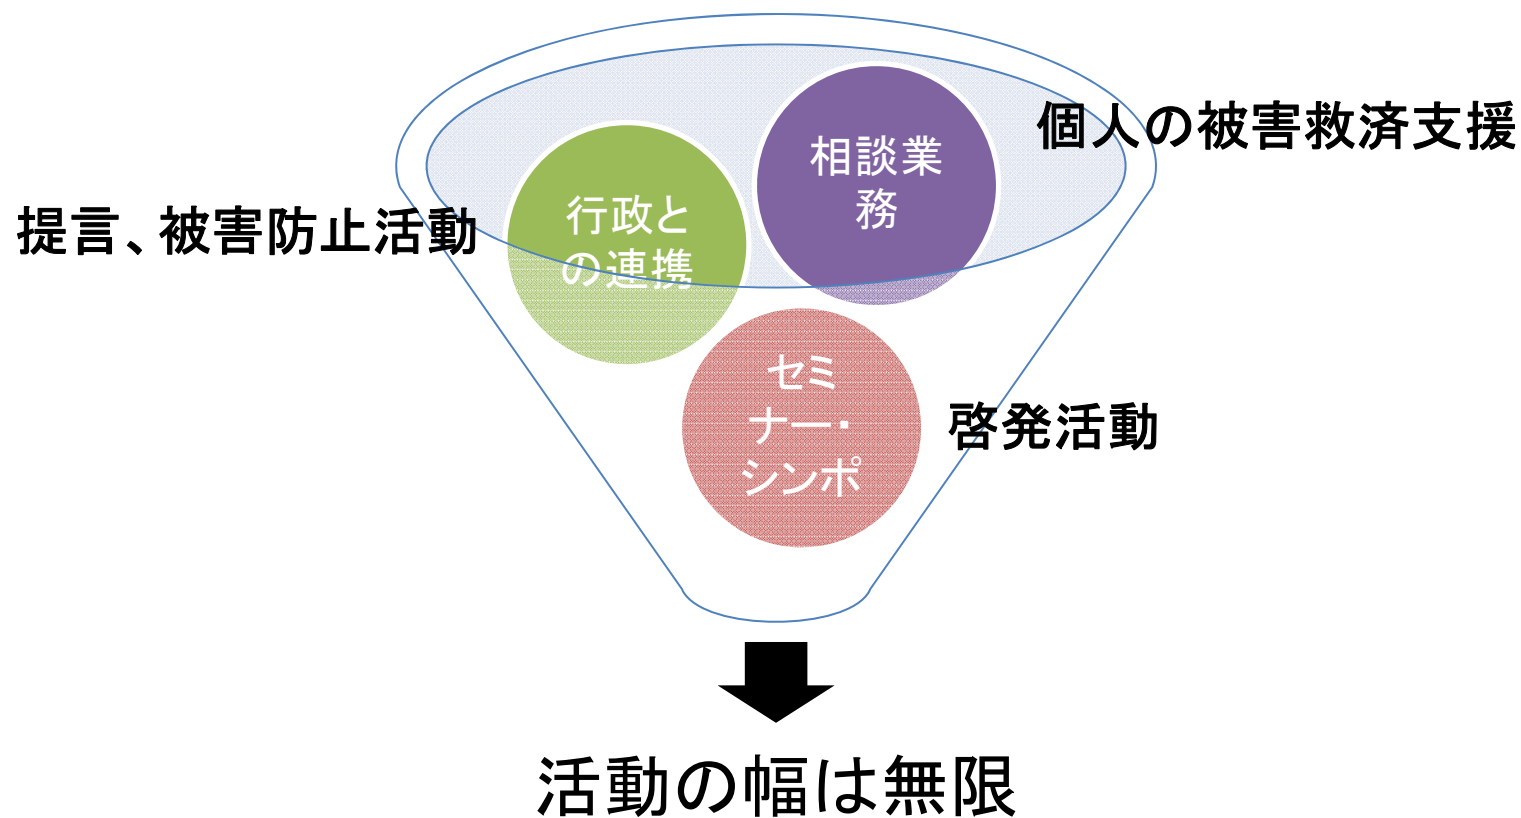 個人の被害救済支援
相談業
務
提言、被害防止活動
行政と
の連携
セミ
ナー・
シンポ
啓発活動
活動の幅は無限